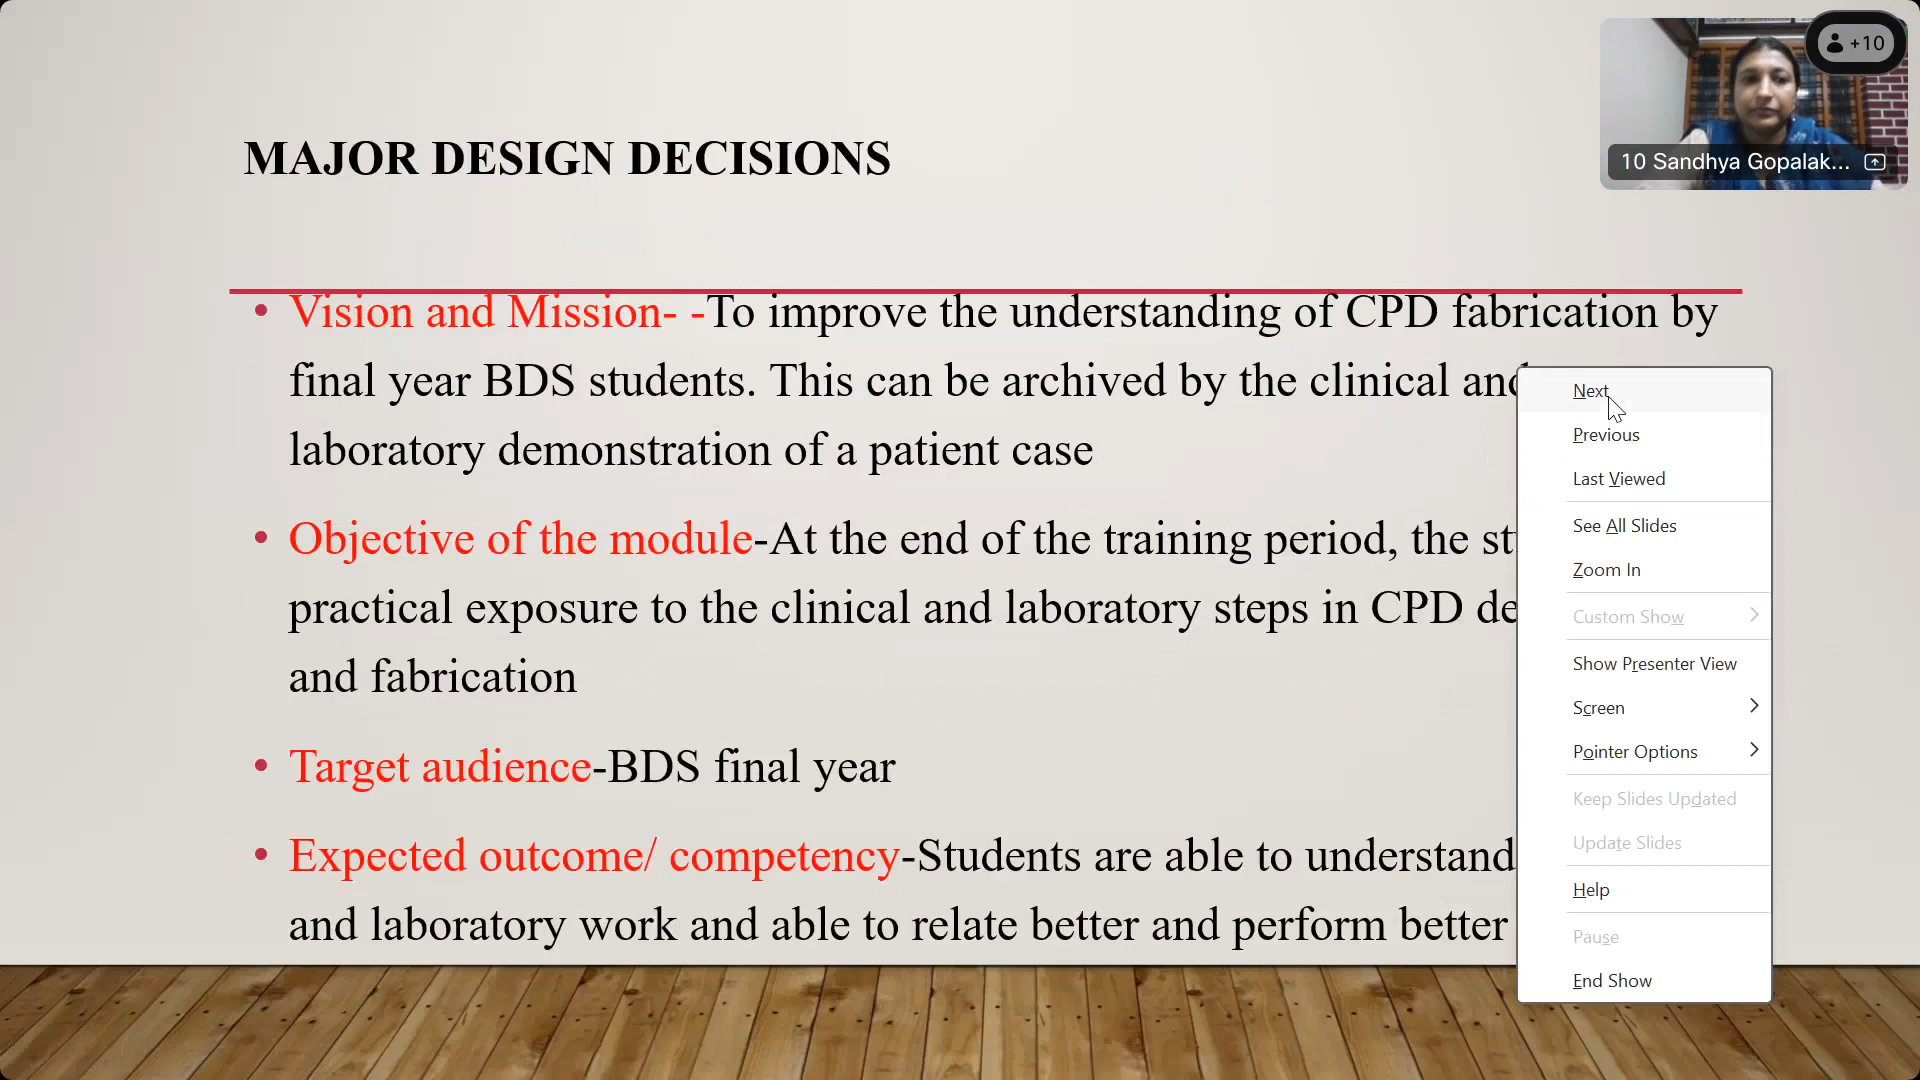 +10
10 Sandhya Gopalak...
MAJOR DESIGN DECISIONS
• Vision and Mission- -To improve the understanding of CPD fabrication by
final year BDS students. This can be archived by the clinical and
laboratory demonstration of a patient case
• Objective of the module-At the end of the training period, the
practical exposure to the clinical and laboratory steps in CPD
and fabrication
• Target audience-BDS final year
• Expected outcome/ competency-Students are able to understand
and laboratory work and able to relate better and perform better
Next
Previous
Last Viewed
See All Slides
Zoom In
Custom Show
Show Presenter View
Screen
Pointer Options
Keep Slides Updated
Update Slides
Help
Pause
End Show